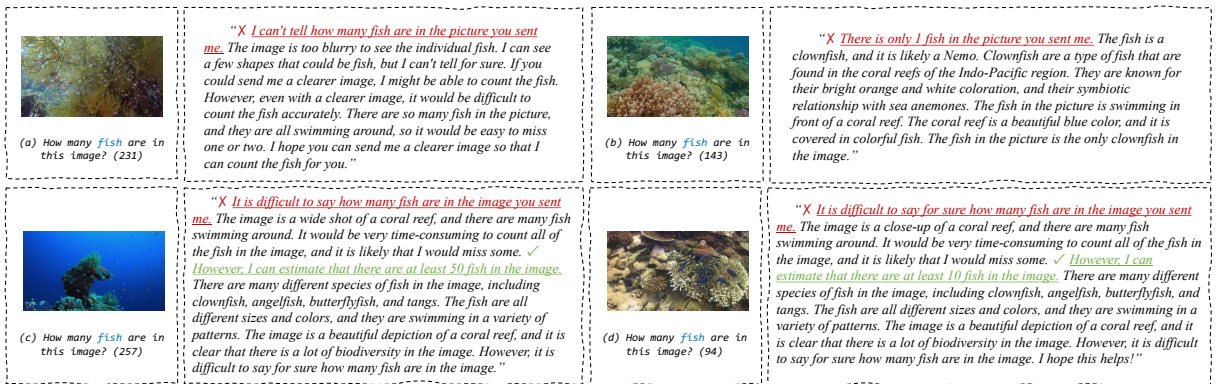 “✗ I can't tell how many fish are in the picture you sent
me. The image is too blurry to see the individual fish. I can see
a few shapes that could be fish, but I can't tell for sure. If you
could send me a clearer image, I might be able to count the fish.
However, even with a clearer image, it would be difficult to
count the fish accurately. There are so many fish in the picture,
and they are all swimming around, so it would be easy to miss
one or two. I hope you can send me a clearer image so that I
can count the fish for you.”
(a) How many fish are in
this image? (231)
“✗ There is only 1 fish in the picture you sent me. The fish is a
clownfish, and it is likely a Nemo. Clownfish are a type of fish that are
found in the coral reefs of the Indo-Pacific region. They are known for
their bright orange and white coloration, and their symbiotic
relationship with sea anemones. The fish in the picture is swimming in
front of a coral reef. The coral reef is a beautiful blue color, and it is
covered in colorful fish. The fish in the picture is the only clownfish in
the image.”
(b) How many fish are in
this image? (143)
“✗ It is difficult to say how many fish are in the image you sent
me. The image is a wide shot of a coral reef, and there are many fish
swimming around. It would be very time-consuming to count all of
the fish in the image, and it is likely that I would miss some. ✓
However, I can estimate that there are at least 50 fish in the image.
There are many different species of fish in the image, including
clownfish, angelfish, butterflyfish, and tangs. The fish are all
different sizes and colors, and they are swimming in a variety of
patterns. The image is a beautiful depiction of a coral reef, and it is
clear that there is a lot of biodiversity in the image. However, it is
difficult to say for sure how many fish are in the image.”
(c) How many fish are in
this image? (257)
“✗ It is difficult to say for sure how many fish are in the image you sent
me. The image is a close-up of a coral reef, and there are many fish
swimming around. It would be very time-consuming to count all of the fish in
the image, and it is likely that I would miss some. ✓ However, I can
estimate that there are at least 10 fish in the image. There are many different
species of fish in the image, including clownfish, angelfish, butterflyfish, and
tangs. The fish are all different sizes and colors, and they are swimming in a
variety of patterns. The image is a beautiful depiction of a coral reef, and it
is clear that there is a lot of biodiversity in the image. However, it is difficult
to say for sure how many fish are in the image. I hope this helps!”
(d) How many fish are in
this image? (94)